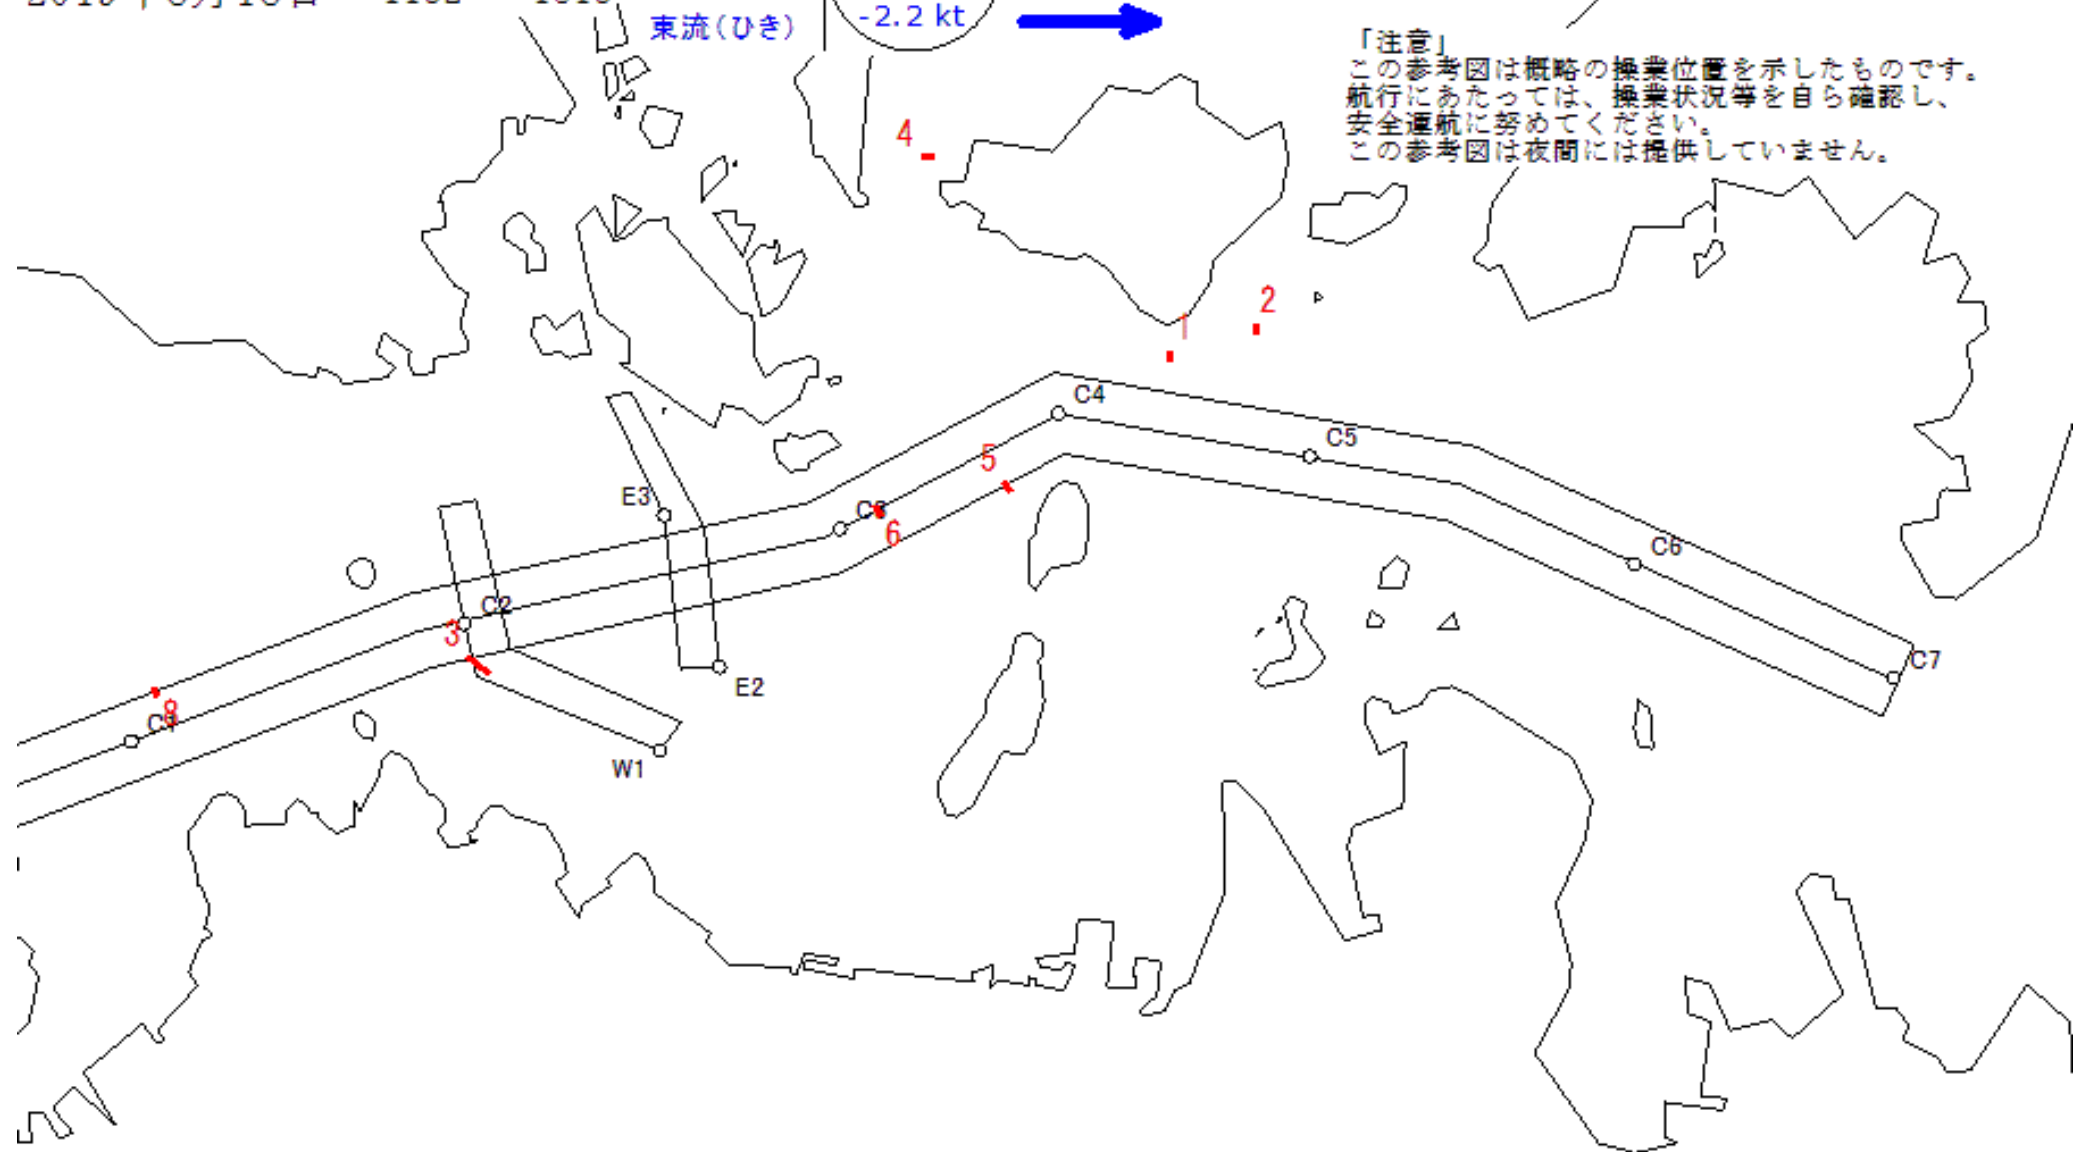 東流(ひき)
-2.2 kt
「注意」
この参考図は概略の操業位置を示したものです。
航行にあたっては、操業状況等を自ら確認し、
安全運航に努めてください。
この参考図は夜間には提供していません。
4
2
1
C4
5
C5
E3
6
C6
C2
3
E2
C7
8
W1